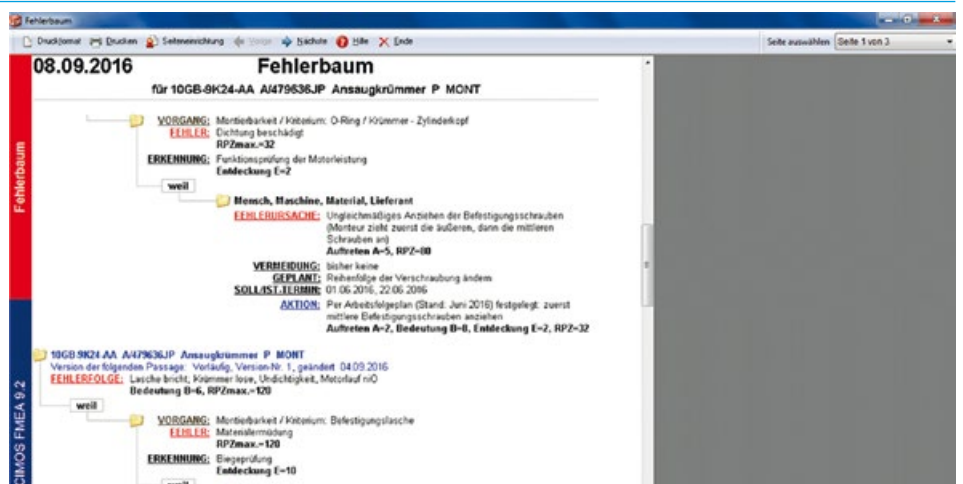 Fehlerbaum
Druckformat Drucken Seiteneinrichtung Nächste Hilfe Ende Seite auswählen Seite 1 von 3
08.09.2016 Fehlerbaum
für 10GB-9K24-AA A/479636JP Ansaugkrümmer P MONT
VORGANG: Montierbarkeit / Kriterium: O-Ring / Krümmer - Zylinderkopf
FEHLER: Dichtung beschädigt
RPZmax.=32
ERKENNUNG: Funktionsprüfung der Motorleistung
Entdeckung E=2
weil
Mensch, Maschine, Material, Lieferant
FEHLERURSACHE: Ungleichmäßiges Anziehen der Befestigungsschrauben
(Monteur zieht zuerst die äußeren, dann die mittleren
Schrauben an)
Auftreten A=5, RPZ=80
VERMEIDUNG: bisher keine
GEPLANT: Reihenfolge der Verschraubung ändern
SOLL/IST-TERMIN: 01.06.2016, 22.06.2016
AKTION: Per Arbeitsfolgeplan (Stand: Juni 2016) festgelegt: zuerst
mittlere Befestigungsschrauben anziehen
Auftreten A=2, Bedeutung B=8, Entdeckung E=2, RPZ=32
10GB-9K24-AA A/479636JP Ansaugkrümmer P MONT
Version der folgenden Passage: Vorläufig, Version-Nr. 1, geändert 04.09.2016
FEHLERFOLGE: Lasche bricht; Krümmer lose, Undichtigkeit, Motorlauf niO
Bedeutung B=6, RPZmax.=120
weil
VORGANG: Montierbarkeit / Kriterium: Befestigungslasche
FEHLER: Materialermüdung
RPZmax.=120
ERKENNUNG: Biegeprüfung
Entdeckung E=10
weil
Fehlerbaum
CIMOS FMEA 9.2